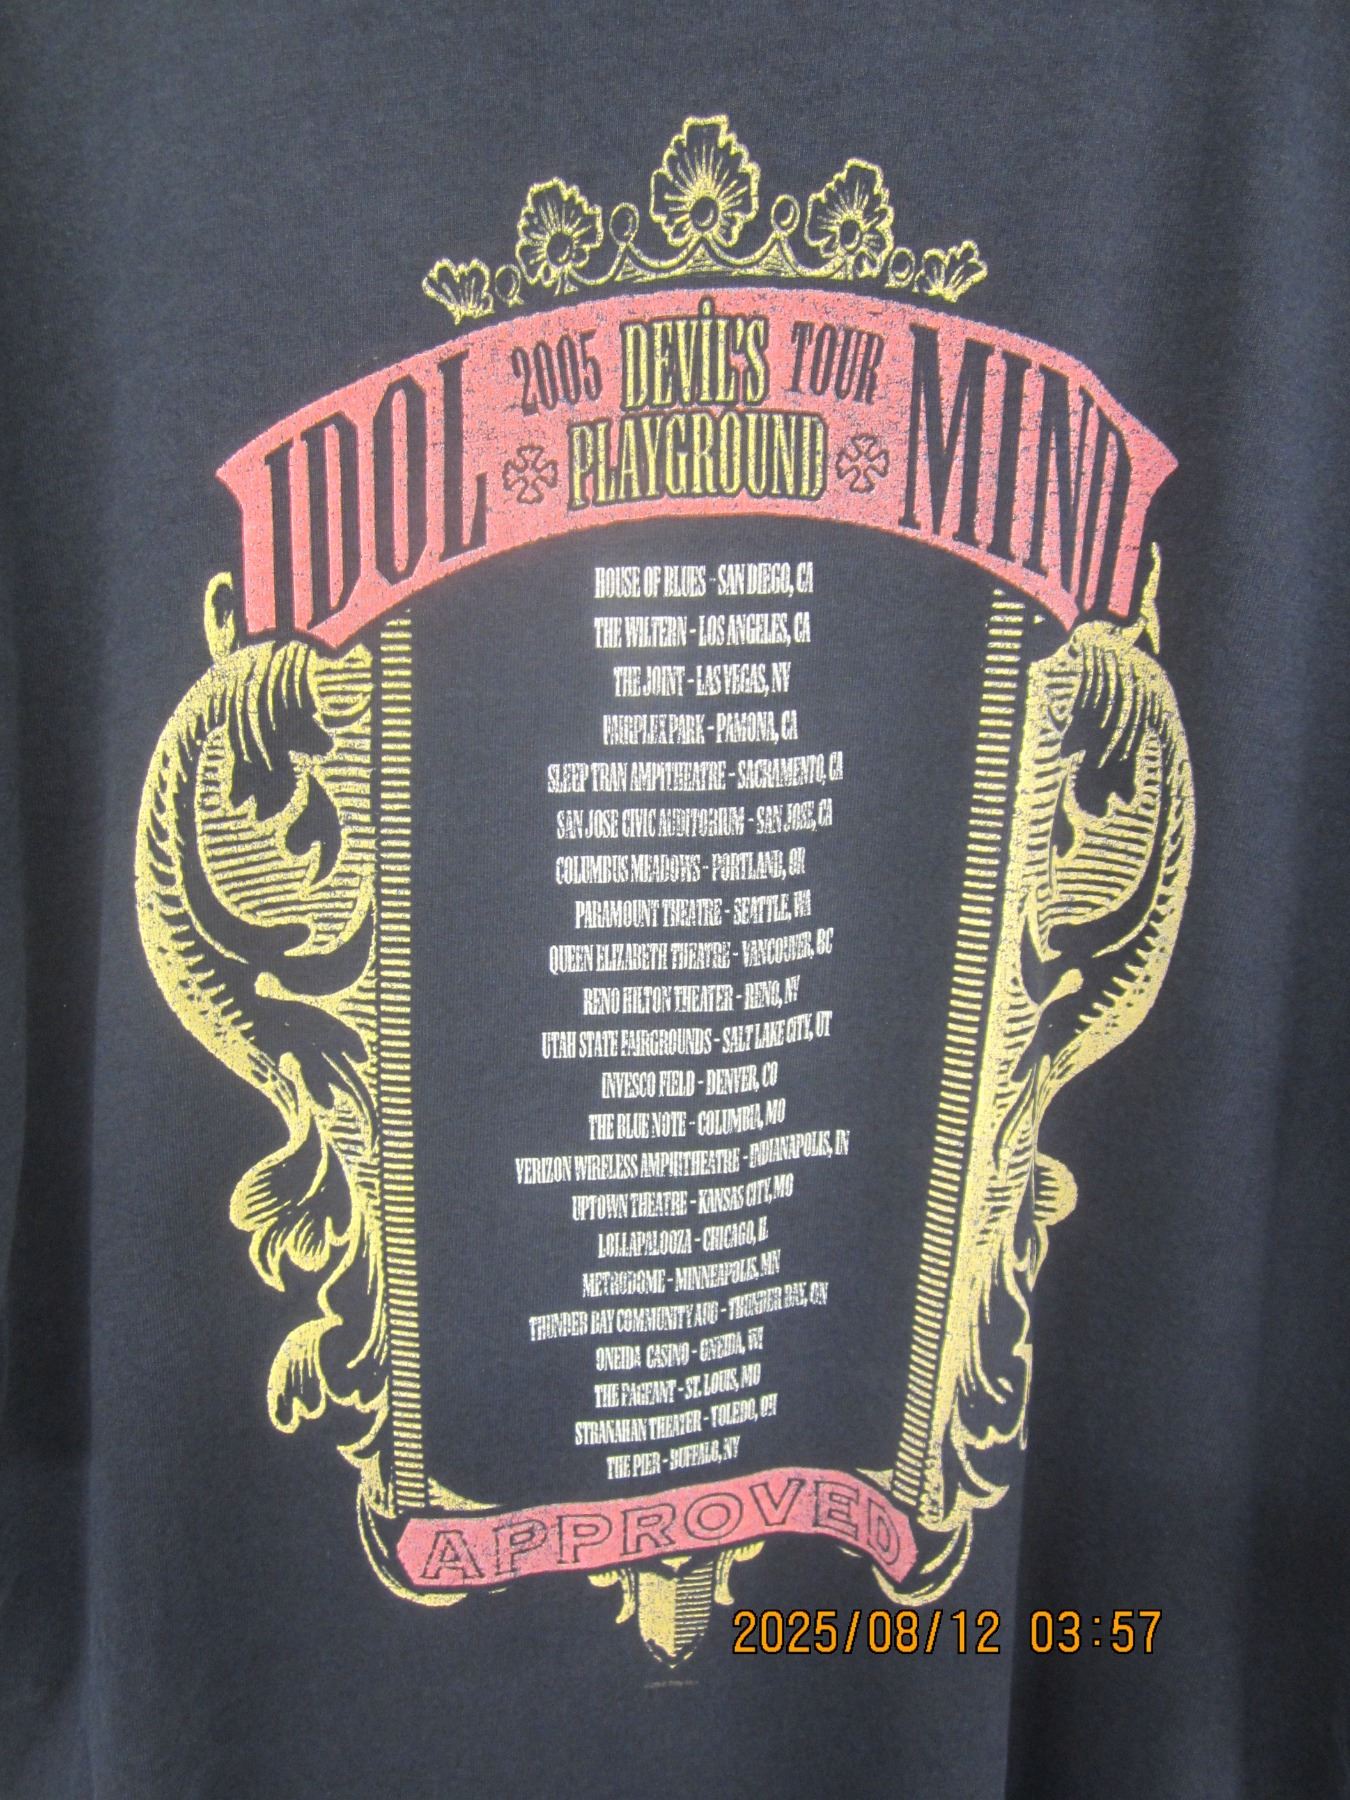 IDOL 2005 DEVIL'S TOUR MIND
PLAYGROUND
HOUSE OF BLUES - SAN DIEGO, CA
THE WILTERN - LOS ANGELES, CA
THE JOINT - LAS VEGAS, NV
FAIRPLEX PARK - PAMONA, CA
SLEEP TRAN AMPITHEATRE - SACRAMENTO, CA
SAN JOSE CIVIC AUDITORIUM - SAN JOSE, CA
COLUMBUS MEADOWS - PORTLAND, OR
PARAMOUNT THEATRE - SEATTLE, WA
QUEEN ELIZABETH THEATRE - VANCOUVER, BC
RENO HILTON THEATER - RENO, NV
UTAH STATE FAIRGROUNDS - SALT LAKE CITY, UT
INVESCO FIELD - DENVER, CO
THE BLUE NOTE - COLUMBIA, MO
VERIZON WIRELESS AMPHITHEATRE - INDIANAPOLIS, IN
UPTOWN THEATRE - KANSAS CITY, MO
LOLLAPALOOZA - CHICAGO, IL
METRODOME - MINNEAPOLIS, MN
THUNDER BAY COMMUNITY AUD - THUNDER BAY, ON
ONEIDA CASINO - ONEIDA, WI
THE PAGEANT - ST. LOUIS, MO
STRANAHAN THEATER - TOLEDO, OH
THE PIER - BUFFALO, NY
APPROVED
2025/08/12 03:57